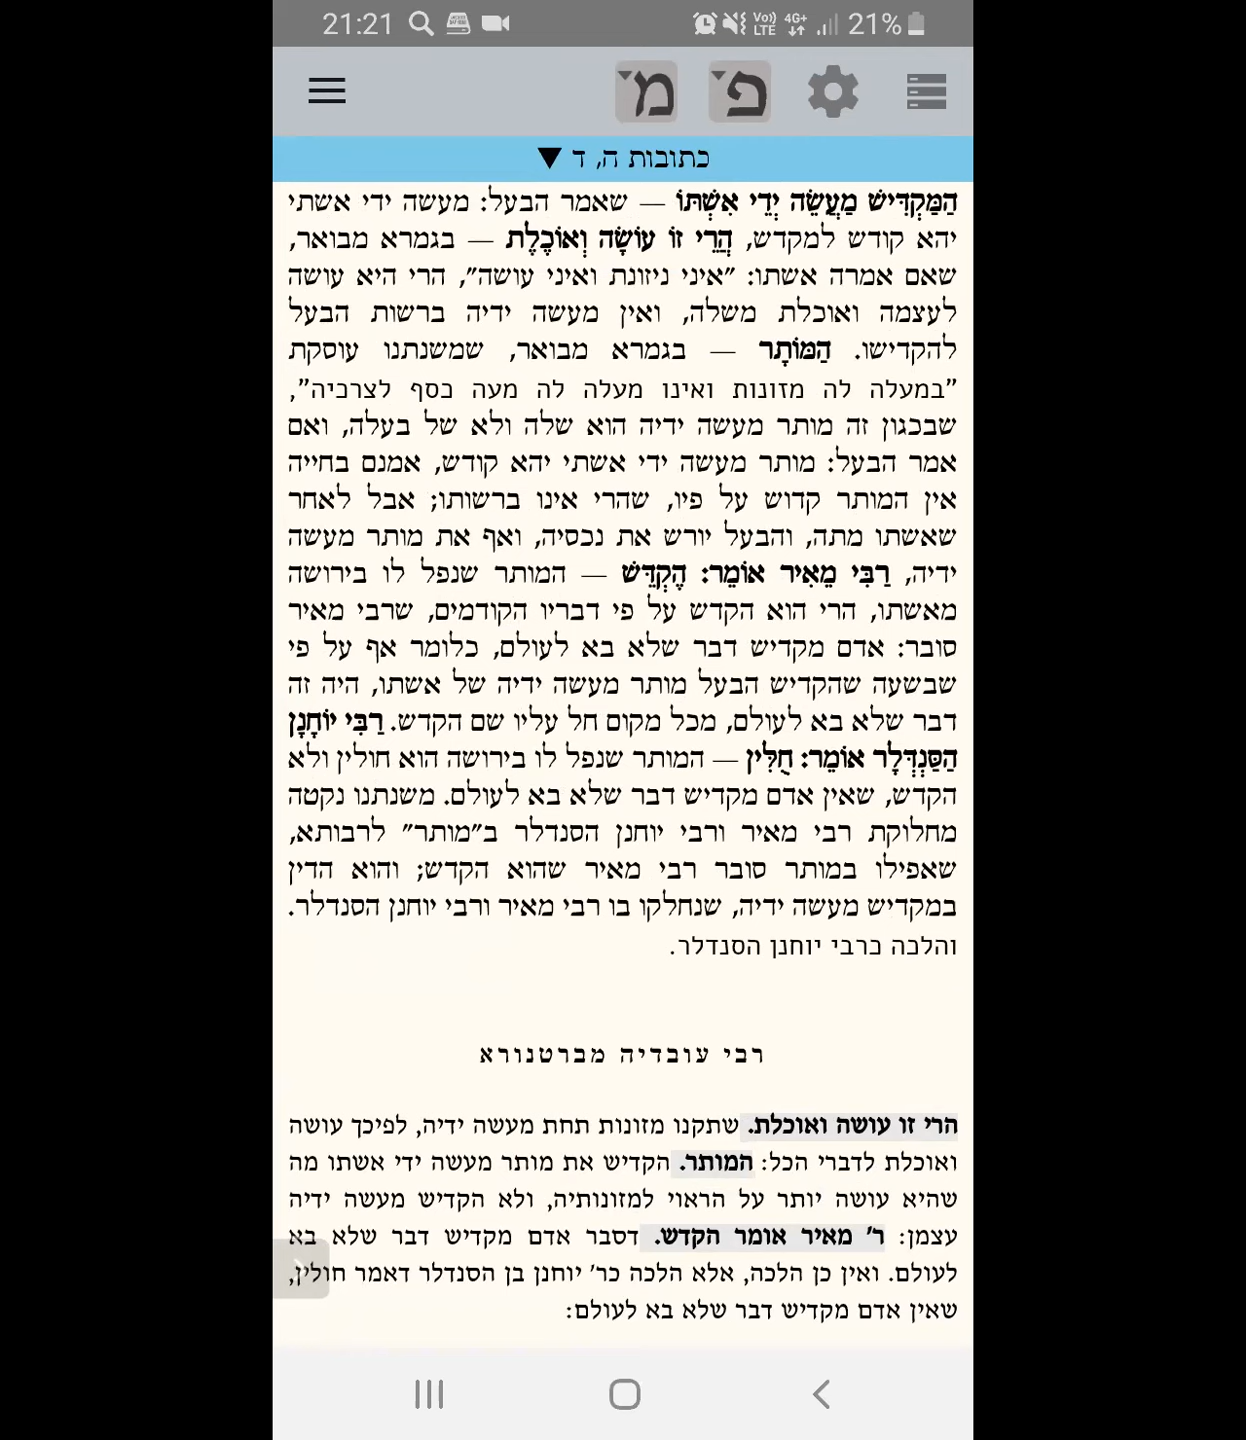 21:21 Vo) LTE 4G+ 21%
מ פ
כתובות ה, ד ▼
הַמַּקְדִּישׁ מַעֲשֵׂה יְדֵי אִשְׁתּוֹ — שאמר הבעל: מעשה ידי אשתי
יהא קודש למקדש, הֲרֵי זוֹ עוֹשָׂה וְאוֹכֶלֶת — בגמרא מבואר,
שאם אמרה אשתו: "איני ניזונת ואיני עושה", הרי היא עושה
לעצמה ואוכלת משלה, ואין מעשה ידיה ברשות הבעל
להקדישו. הַמּוֹתָר — בגמרא מבואר, שמשנתנו עוסקת
"במעלה לה מזונות ואינו מעלה לה מעה כסף לצרכיה",
שבכגון זה מותר מעשה ידיה הוא שלה ולא של בעלה, ואם
אמר הבעל: מותר מעשה ידי אשתי יהא קודש, אמנם בחייה
אין המותר קדוש על פיו, שהרי אינו ברשותו; אבל לאחר
שאשתו מתה, והבעל יורש את נכסיה, ואף את מותר מעשה
ידיה, רַבִּי מֵאִיר אוֹמֵר: הֶקְדֵּשׁ — המותר שנפל לו בירושה
מאשתו, הרי הוא הקדש על פי דבריו הקודמים, שרבי מאיר
סובר: אדם מקדיש דבר שלא בא לעולם, כלומר אף על פי
שבשעה שהקדיש הבעל מותר מעשה ידיה של אשתו, היה זה
דבר שלא בא לעולם, מכל מקום חל עליו שם הקדש. רַבִּי יוֹחָנָן
הַסַּנְדְּלָר אוֹמֵר: חֻלִּין — המותר שנפל לו בירושה הוא חולין ולא
הקדש, שאין אדם מקדיש דבר שלא בא לעולם. משנתנו נקטה
מחלוקת רבי מאיר ורבי יוחנן הסנדלר ב"מותר" לרבותא,
שאפילו במותר סובר רבי מאיר שהוא הקדש; והוא הדין
במקדיש מעשה ידיה, שנחלקו בו רבי מאיר ורבי יוחנן הסנדלר.
והלכה כרבי יוחנן הסנדלר.
רבי עובדיה מברטנורא
הרי זו עושה ואוכלת. שתקנו מזונות תחת מעשה ידיה, לפיכך עושה
ואוכלת לדברי הכל: המותר. הקדיש את מותר מעשה ידי אשתו מה
שהיא עושה יותר על הראוי למזונותיה, ולא הקדיש מעשה ידיה
עצמן: ר' מאיר אומר הקדש. דסבר אדם מקדיש דבר שלא בא
לעולם. ואין כן הלכה, אלא הלכה כר' יוחנן בן הסנדלר דאמר חולין,
שאין אדם מקדיש דבר שלא בא לעולם: